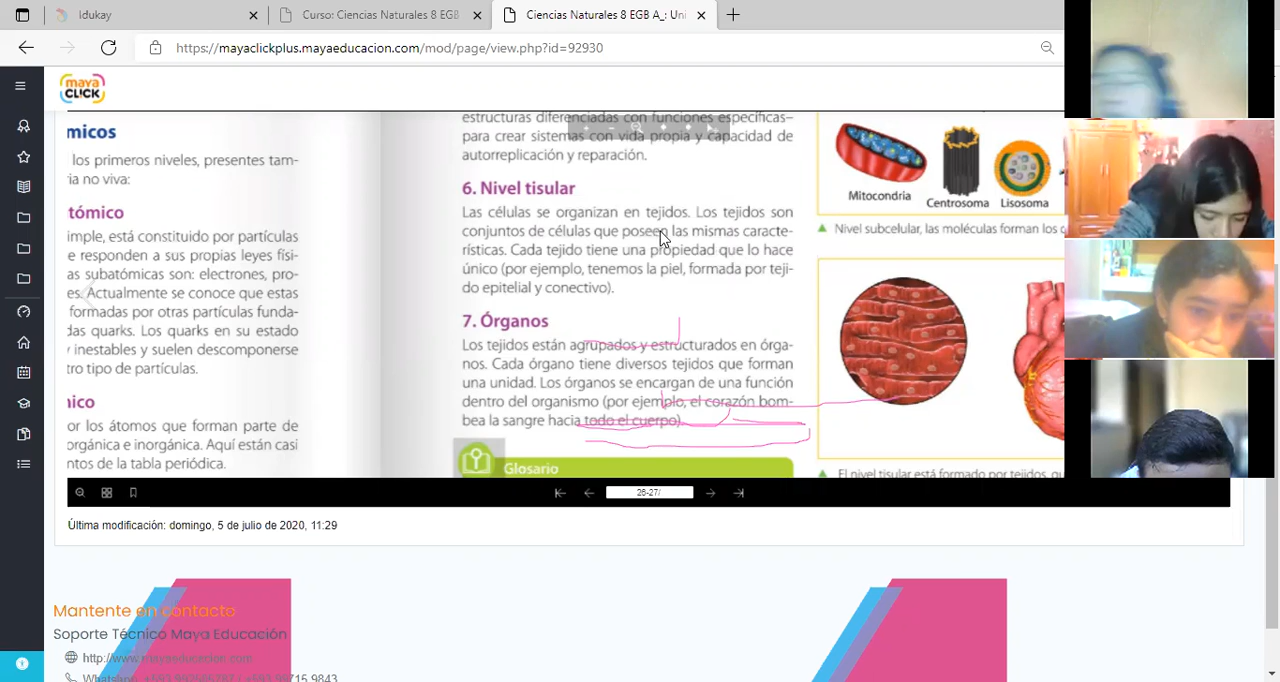 Idukay
Curso: Ciencias Naturales 8 EGB
Ciencias Naturales 8 EGB A_: Uni
https://mayaclickplus.mayaeducacion.com/mod/page/view.php?id=92930
maya
CLICK
micos
los primeros niveles, presentes tam-
ria no viva:
tómico
imple, está constituido por partículas
e responden a sus propias leyes físi-
as subatómicas son: electrones, pro-
es. Actualmente se conoce que estas
formadas por otras partículas funda-
das quarks. Los quarks en su estado
inestables y suelen descomponerse
tro tipo de partículas.
nico
or los átomos que forman parte de
orgánica e inorgánica. Aquí están casi
ntos de la tabla periódica.
estructuras diferenciadas con funciones específicas–
para crear sistemas con vida propia y capacidad de
autorreplicación y reparación.
6. Nivel tisular
Las células se organizan en tejidos. Los tejidos son
conjuntos de células que poseen las mismas caracte-
rísticas. Cada tejido tiene una propiedad que lo hace
único (por ejemplo, tenemos la piel, formada por teji-
do epitelial y conectivo).
7. Órganos
Los tejidos están agrupados y estructurados en órga-
nos. Cada órgano tiene diversos tejidos que forman
una unidad. Los órganos se encargan de una función
dentro del organismo (por ejemplo, el corazón bom-
bea la sangre hacia todo el cuerpo).
Glosario
Mitocondria
Centrosoma
Lisosoma
Nivel subcelular, las moléculas forman los
El nivel tisular está formado por tejidos, qu
26-27/
Última modificación: domingo, 5 de julio de 2020, 11:29
Mantente en contacto
Soporte Técnico Maya Educación
http://www.mayaeducacion.com